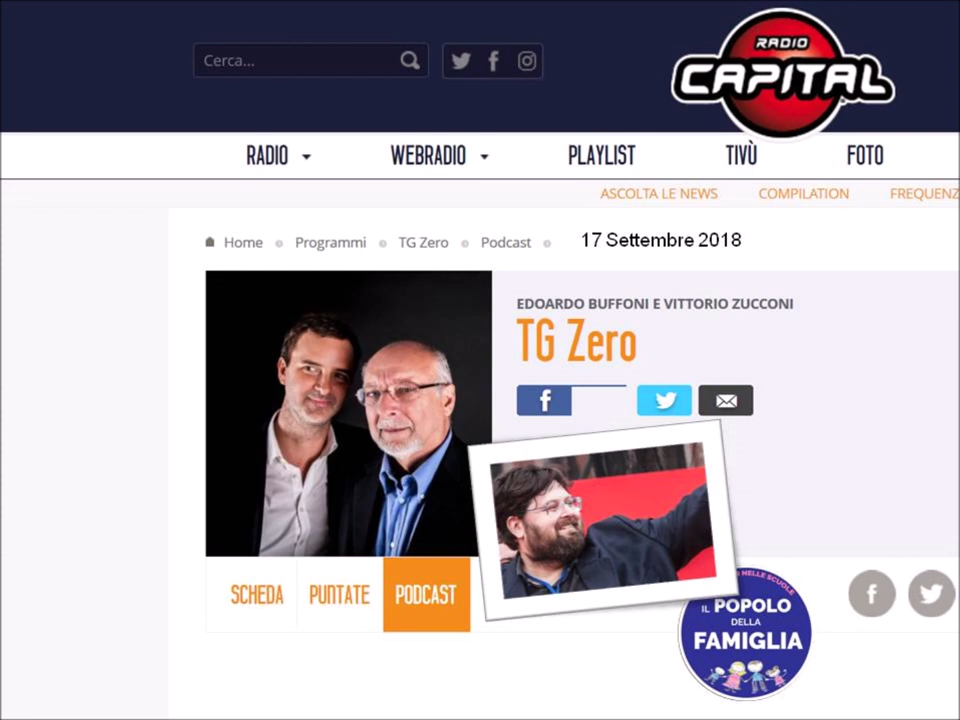 Cerca...
RADIO
CAPITAL
RADIO
WEBRADIO
PLAYLIST
TIVÙ
FOTO
ASCOLTA LE NEWS
COMPILATION
FREQUENZ
Home
Programmi
TG Zero
Podcast
17 Settembre 2018
EDOARDO BUFFONI E VITTORIO ZUCCONI
TG Zero
SCHEDA
PUNTATE
PODCAST
NELLE SCUOLE
IL POPOLO
DELLA
FAMIGLIA